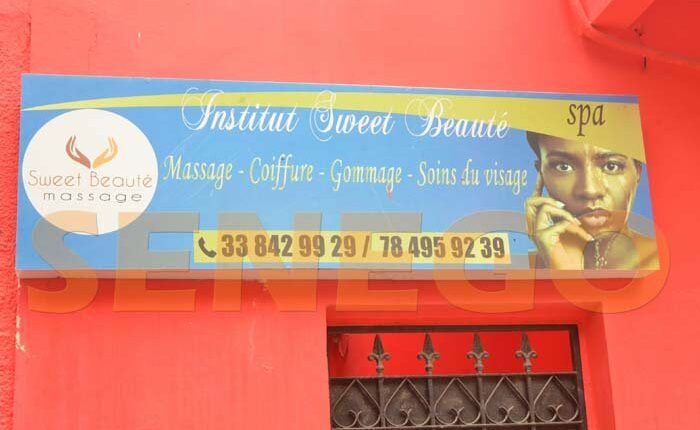 Institut Sweet Beauté
spa
Massage - Coiffure - Gommage - Soins du visage
Sweet Beauté
massage
33 842 99 29 / 78 495 92 39
SENEGO